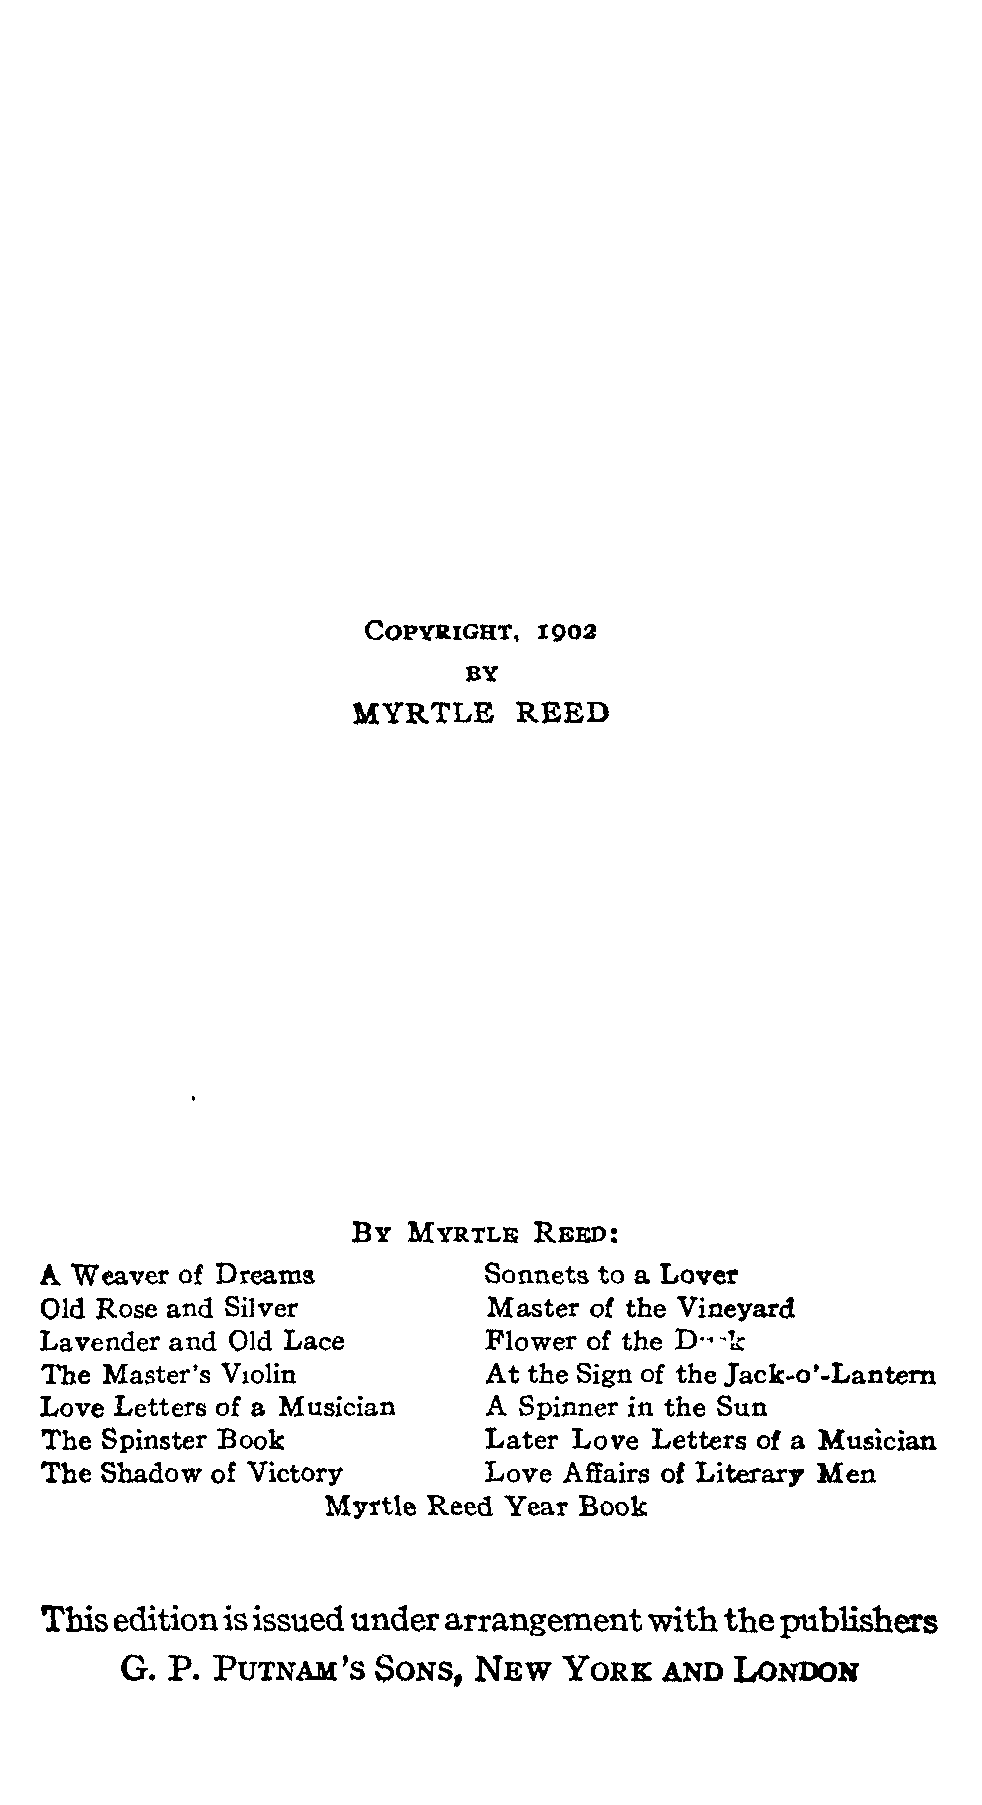 COPYRIGHT, 1902
BY
MYRTLE REED
BY MYRTLE REED:
A Weaver of Dreams
Old Rose and Silver
Lavender and Old Lace
The Master's Violin
Love Letters of a Musician
The Spinster Book
The Shadow of Victory
Sonnets to a Lover
Master of the Vineyard
Flower of the
At the Sign of the Jack-o'-Lantern
A Spinner in the Sun
Later Love Letters of a Musician
Love Affairs of Literary Men
Myrtle Reed Year Book
This edition is issued under arrangement with the publishers
G. P. PUTNAM'S SONS, NEW YORK AND LONDON